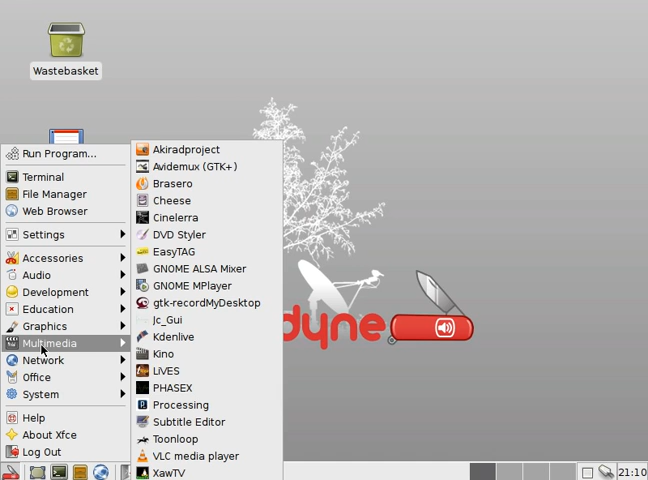 Wastebasket
Run Program...
Terminal
File Manager
Web Browser
Settings
Accessories
Audio
Development
Education
Graphics
Multimedia
Network
Office
System
Help
About Xfce
Log Out
Akiradproject
Avidemux (GTK+)
Brasero
Cheese
Cinelerra
DVD Styler
EasyTAG
GNOME ALSA Mixer
GNOME MPlayer
gtk-recordMyDesktop
Jc_Gui
Kdenlive
Kino
LiVES
PHASEX
Processing
Subtitle Editor
Toonloop
VLC media player
XawTV
dyne
21:10